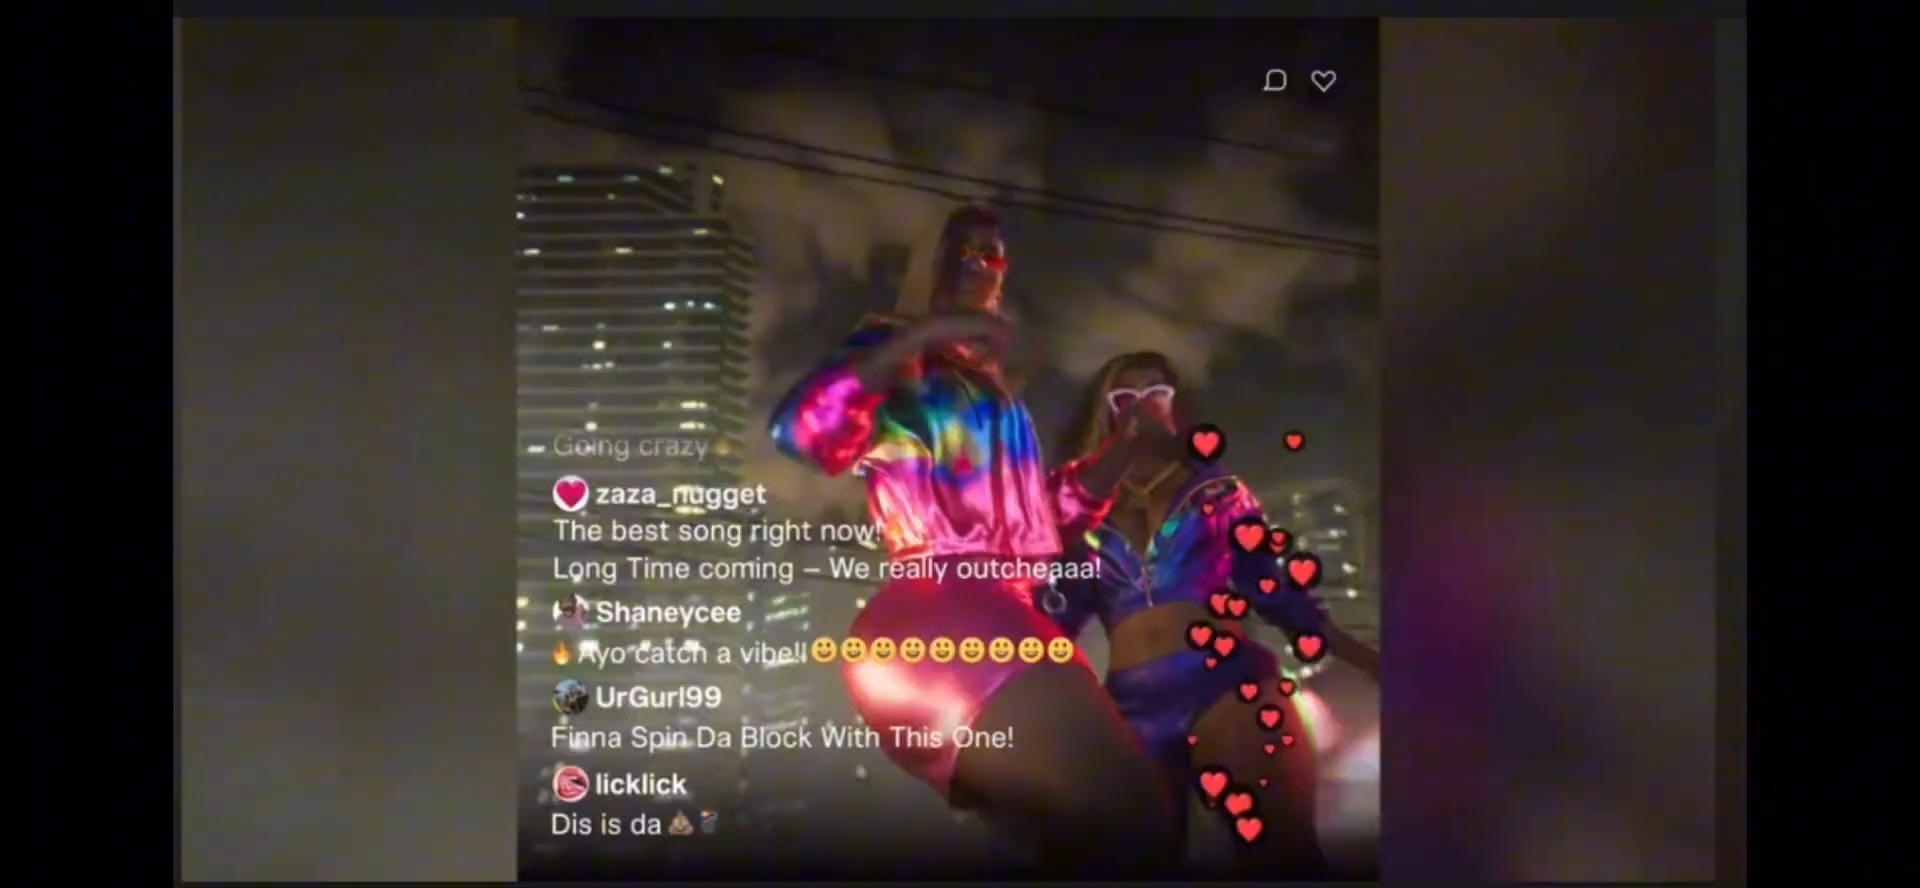 Going crazy🔥
zaza_nugget
The best song right now!🔥
Long Time coming – We really outcheaaa!
Shaneycee
🔥Ayo catch a vibe!!😀😀😀😀😀😀😀😀😀
UrGurl99
Finna Spin Da Block With This One!
licklick
Dis is da💩